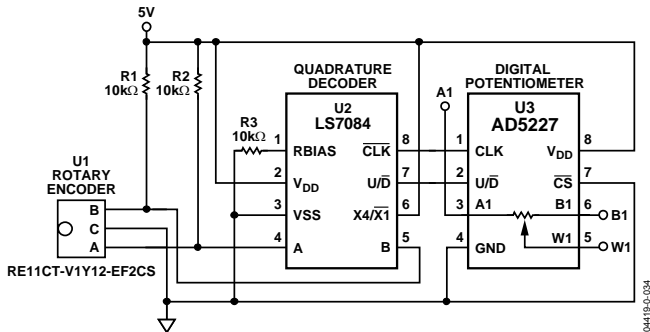 5V
R1
10kΩ
R2
10kΩ
QUADRATURE
DECODER
U2
LS7084
R3
10kΩ
1 RBIAS CLK 8
2 VDD U/D 7
3 VSS X4/X1 6
4 A B 5
DIGITAL
POTENTIOMETER
A1
U3
AD5227
1 CLK VDD 8
2 U/D CS 7
3 A1 B1 6 B1
4 GND W1 5 W1
U1
ROTARY
ENCODER
B
C
A
RE11CT-V1Y12-EF2CS
04419-0-034